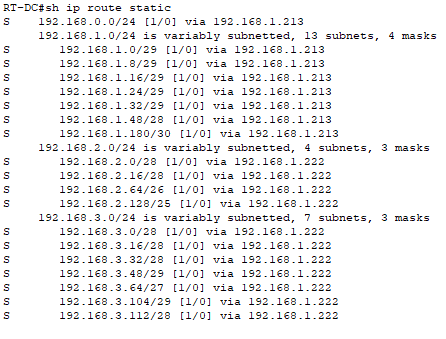 RT-DC#sh ip route static
S    192.168.0.0/24 [1/0] via 192.168.1.213
     192.168.1.0/24 is variably subnetted, 13 subnets, 4 masks
S       192.168.1.0/29 [1/0] via 192.168.1.213
S       192.168.1.8/29 [1/0] via 192.168.1.213
S       192.168.1.16/29 [1/0] via 192.168.1.213
S       192.168.1.24/29 [1/0] via 192.168.1.213
S       192.168.1.32/29 [1/0] via 192.168.1.213
S       192.168.1.48/28 [1/0] via 192.168.1.213
S       192.168.1.180/30 [1/0] via 192.168.1.213
     192.168.2.0/24 is variably subnetted, 4 subnets, 3 masks
S       192.168.2.0/28 [1/0] via 192.168.1.222
S       192.168.2.16/28 [1/0] via 192.168.1.222
S       192.168.2.64/26 [1/0] via 192.168.1.222
S       192.168.2.128/25 [1/0] via 192.168.1.222
     192.168.3.0/24 is variably subnetted, 7 subnets, 3 masks
S       192.168.3.0/28 [1/0] via 192.168.1.222
S       192.168.3.16/28 [1/0] via 192.168.1.222
S       192.168.3.32/28 [1/0] via 192.168.1.222
S       192.168.3.48/29 [1/0] via 192.168.1.222
S       192.168.3.64/27 [1/0] via 192.168.1.222
S       192.168.3.104/29 [1/0] via 192.168.1.222
S       192.168.3.112/28 [1/0] via 192.168.1.222